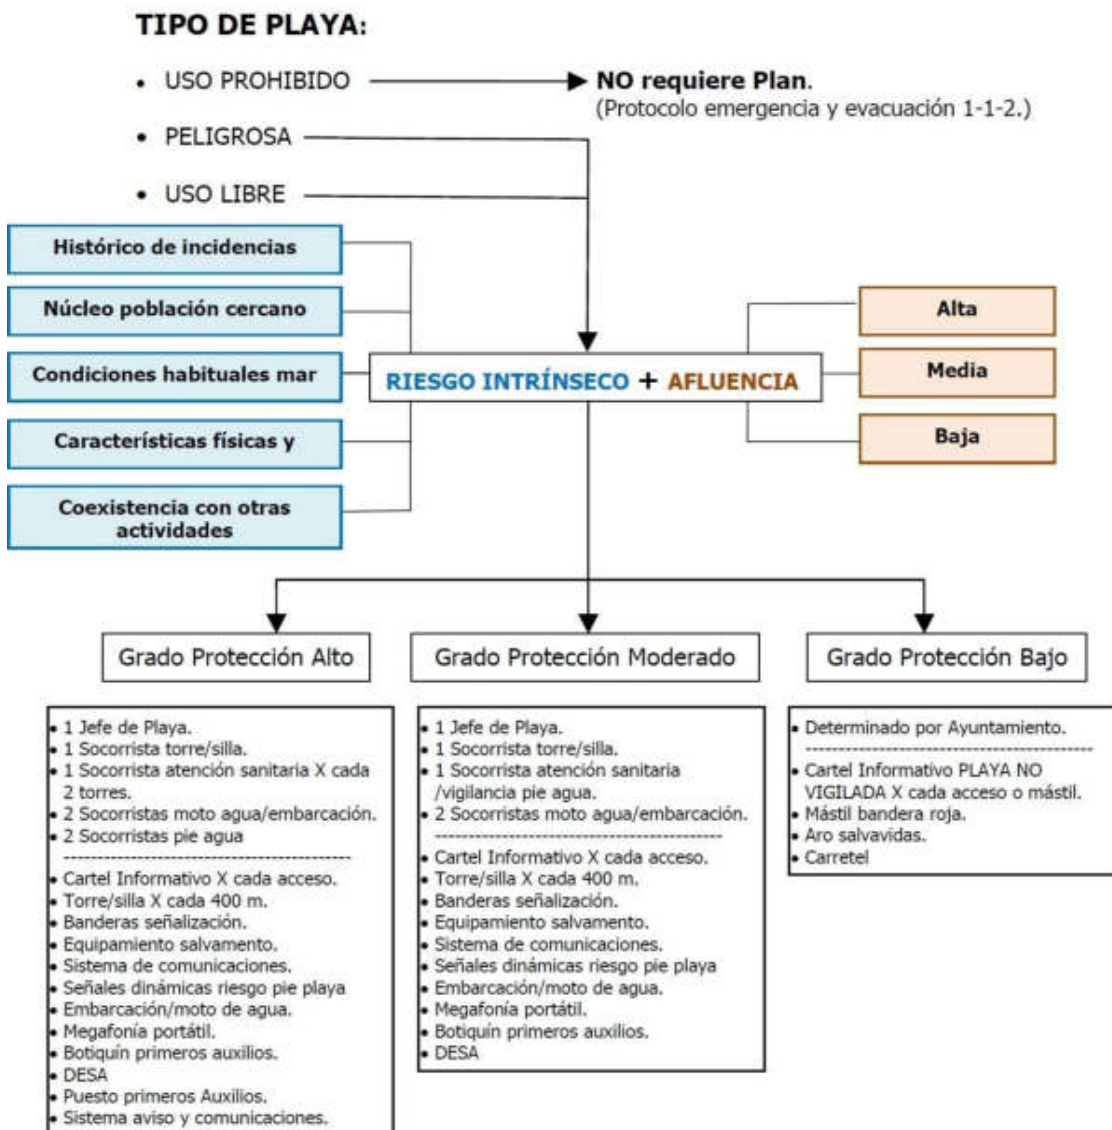 TIPO DE PLAYA:
• USO PROHIBIDO
NO requiere Plan.
(Protocolo emergencia y evacuación 1-1-2.)
• PELIGROSA
• USO LIBRE
Histórico de incidencias
Núcleo población cercano
Condiciones habituales mar
Características físicas y
Coexistencia con otras
actividades
RIESGO INTRÍNSECO + AFLUENCIA
Alta
Media
Baja
Grado Protección Alto
• 1 Jefe de Playa.
• 1 Socorrista torre/silla.
• 1 Socorrista atención sanitaria X cada
2 torres.
• 2 Socorristas moto agua/embarcación.
• 2 Socorristas pie agua
--------------------------------------------
• Cartel Informativo X cada acceso.
• Torre/silla X cada 400 m.
• Banderas señalización.
• Equipamiento salvamento.
• Sistema de comunicaciones.
• Señales dinámicas riesgo pie playa
• Embarcación/moto de agua.
• Megafonía portátil.
• Botiquín primeros auxilios.
• DESA
• Puesto primeros Auxilios.
• Sistema aviso y comunicaciones.
Grado Protección Moderado
• 1 Jefe de Playa.
• 1 Socorrista torre/silla.
• 1 Socorrista atención sanitaria
/vigilancia pie agua.
• 2 Socorristas moto agua/embarcación.
--------------------------------------------
• Cartel Informativo X cada acceso.
• Torre/silla X cada 400 m.
• Banderas señalización.
• Equipamiento salvamento.
• Sistema de comunicaciones.
• Señales dinámicas riesgo pie playa
• Embarcación/moto de agua.
• Megafonía portátil.
• Botiquín primeros auxilios.
• DESA
Grado Protección Bajo
• Determinado por Ayuntamiento.
--------------------------------------------
• Cartel Informativo PLAYA NO
VIGILADA X cada acceso o mástil.
• Mástil bandera roja.
• Aro salvavidas.
• Carretel